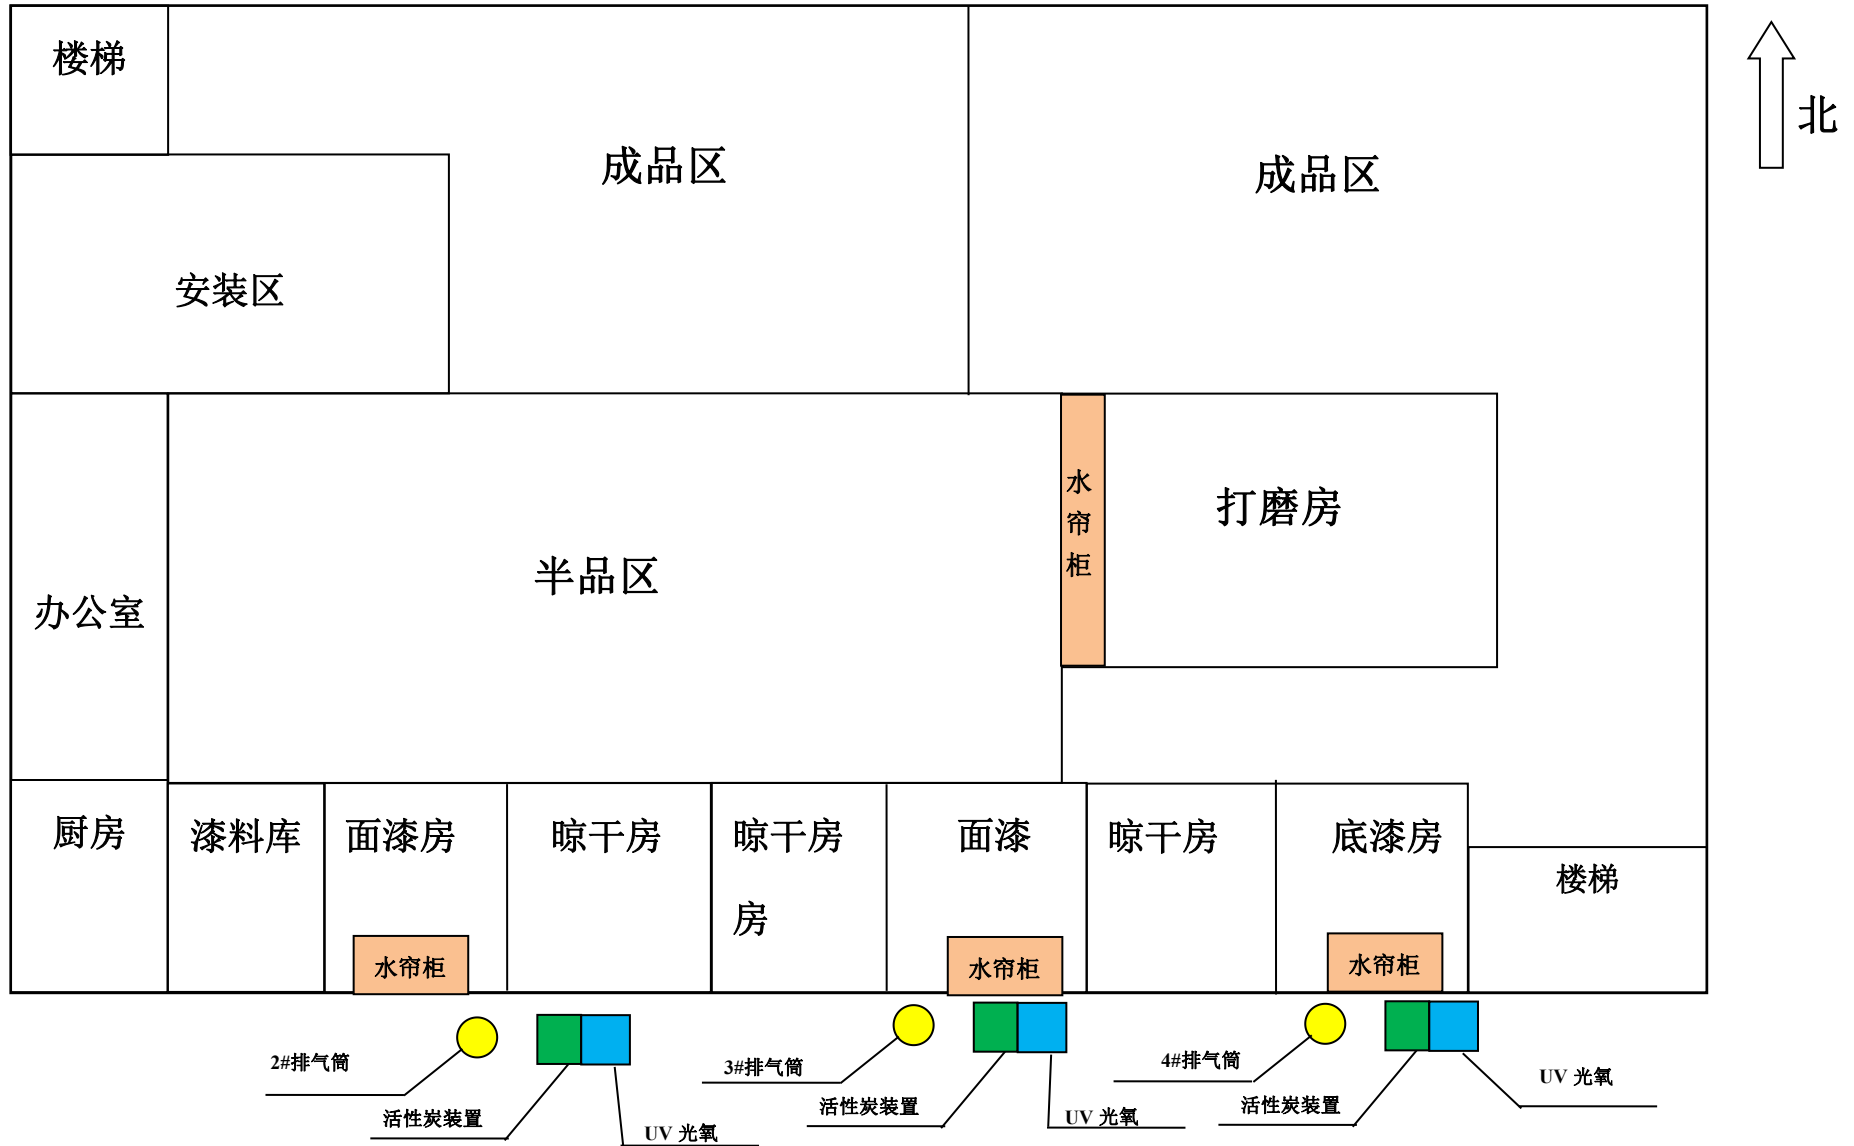 楼梯
北
成品区
成品区
安装区
水
帘
柜
打磨房
半品区
办公室
厨房
漆料库
面漆房
晾干房
晾干房
房
面漆
晾干房
底漆房
楼梯
水帘柜
水帘柜
水帘柜
2#排气筒
活性炭装置
UV 光氧
3#排气筒
活性炭装置
UV 光氧
4#排气筒
活性炭装置
UV 光氧